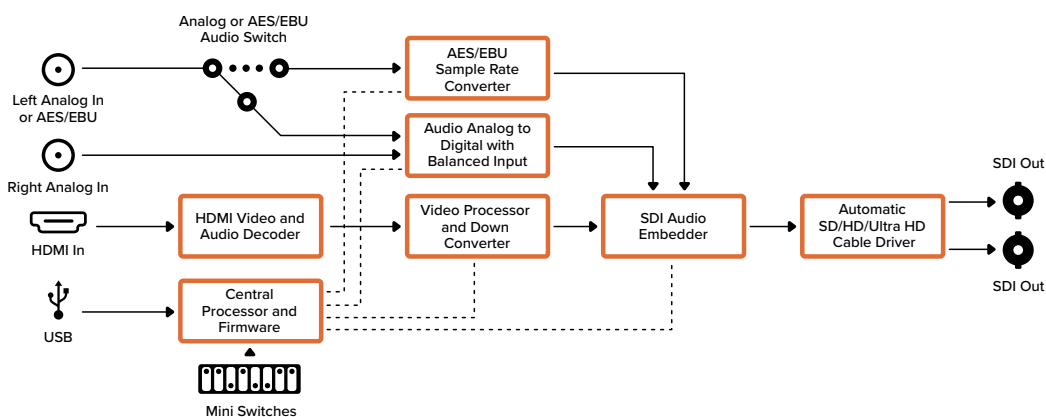 Analog or AES/EBU
Audio Switch
Left Analog In
or AES/EBU
Right Analog In
HDMI In
USB
AES/EBU
Sample Rate
Converter
Audio Analog to
Digital with
Balanced Input
HDMI Video and
Audio Decoder
Video Processor
and Down
Converter
SDI Audio
Embedder
Automatic
SD/HD/Ultra HD
Cable Driver
SDI Out
SDI Out
Central
Processor and
Firmware
Mini Switches